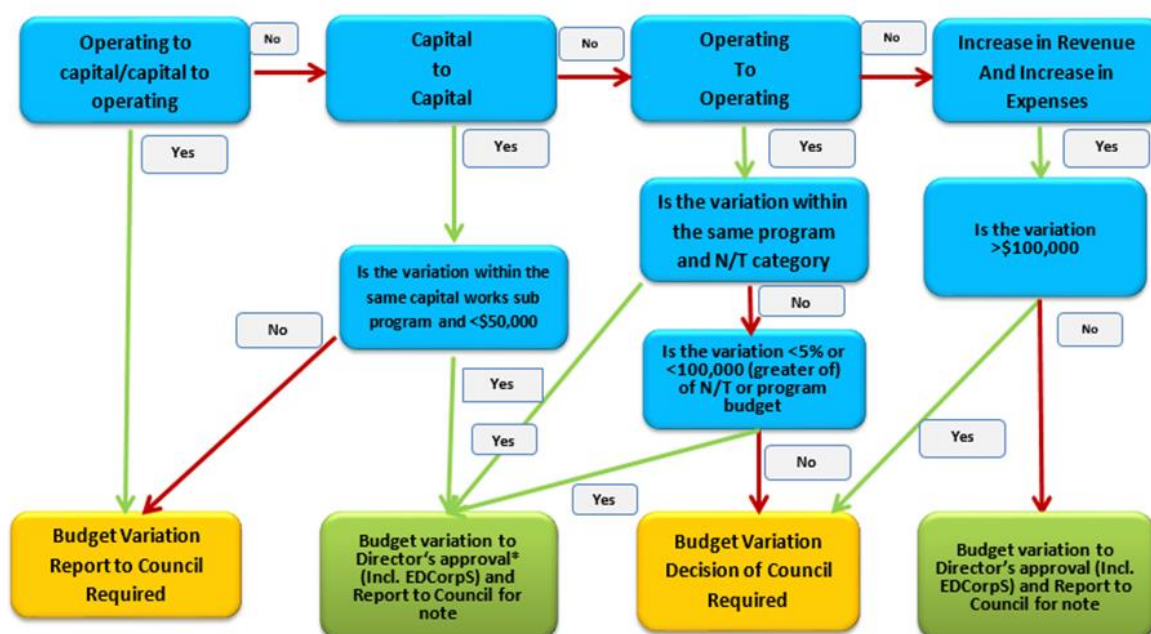 Operating to
capital/capital to
operating
No
Capital
to
Capital
No
Operating
To
Operating
No
Increase in Revenue
And Increase in
Expenses
Yes
Yes
Yes
Yes
Is the variation within
the same program
and N/T category
Is the variation
>$100,000
Is the variation within the
same capital works sub
program and <$50,000
No
No
No
Is the variation <5% or
<100,000 (greater of)
of N/T or program
budget
Yes
Yes
Yes
No
Yes
Budget Variation
Report to Council
Required
Budget variation to
Director's approval*
(Incl. EDCorpS) and
Report to Council for
note
Budget Variation
Decision of Council
Required
Budget variation to
Director's approval (Incl.
EDCorpS) and Report to
Council for note